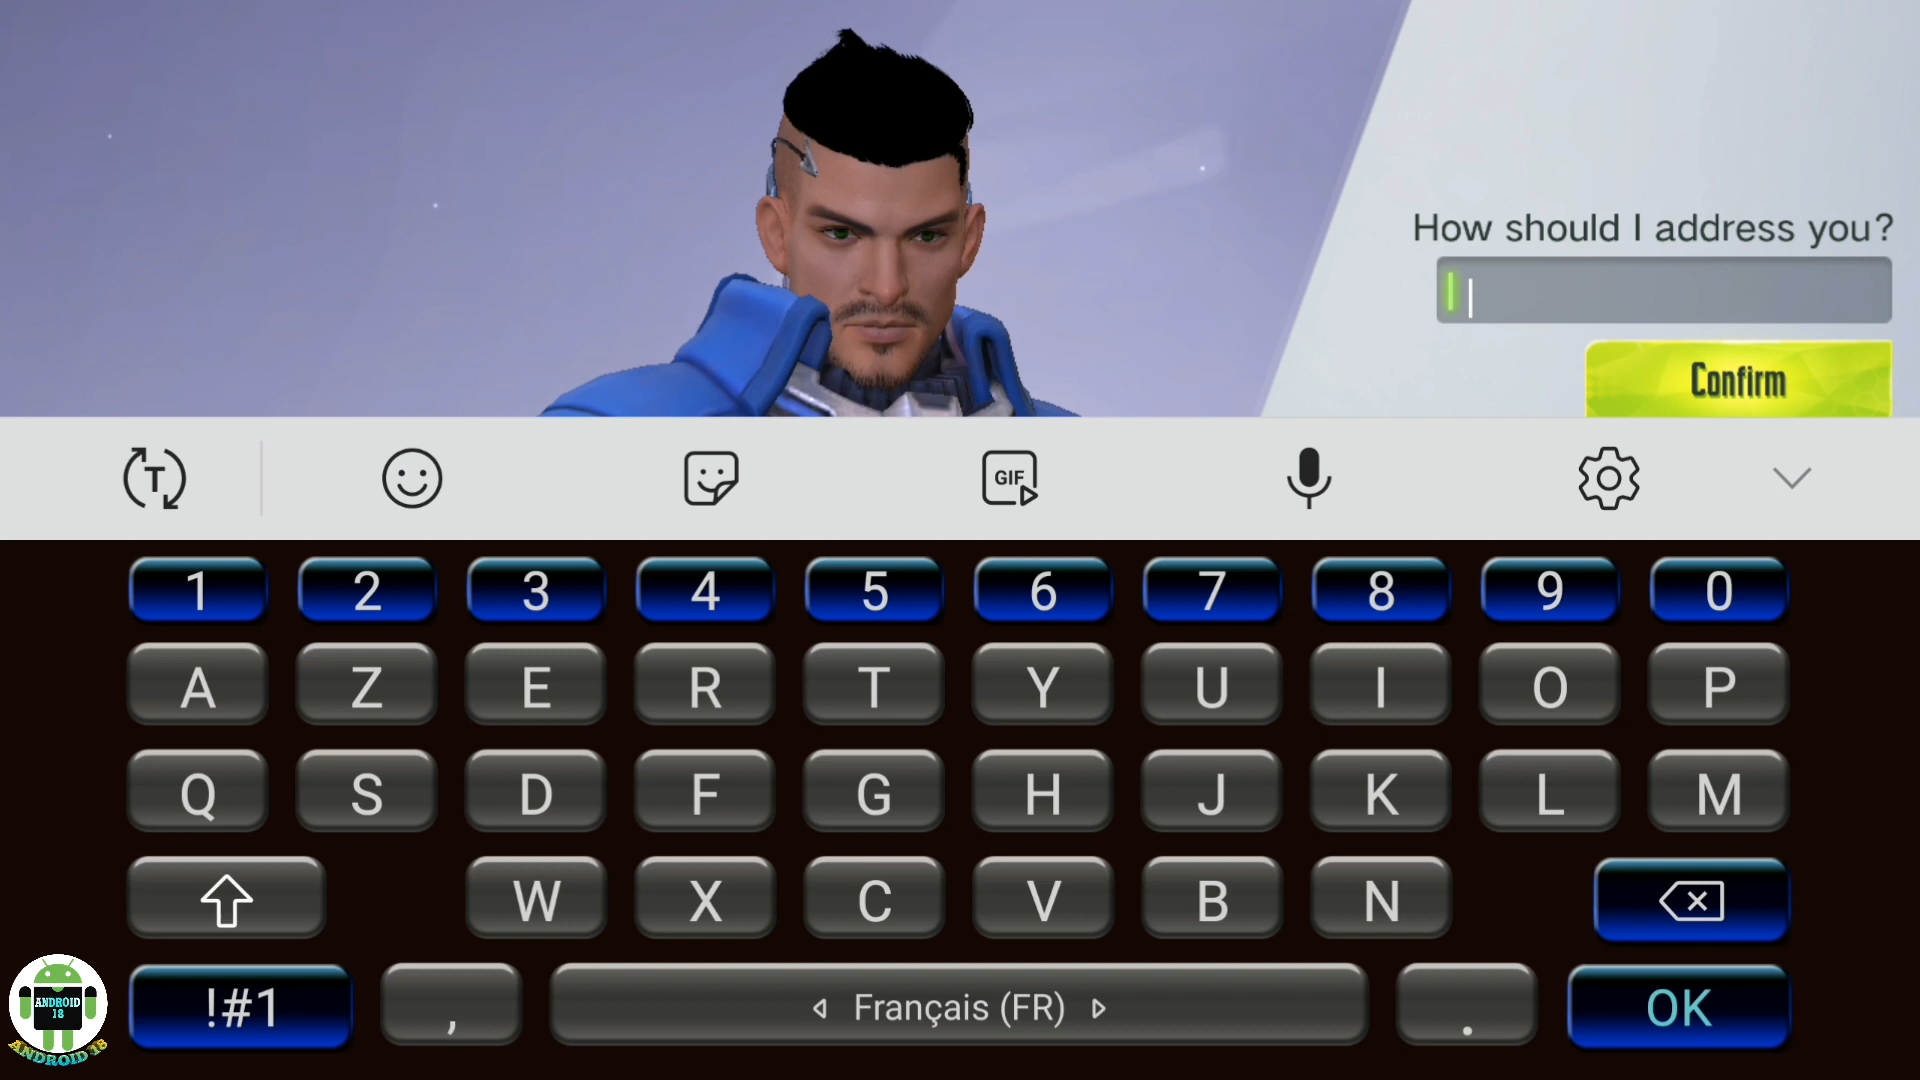 How should I address you?
Confirm
T
GIF
1 2 3 4 5 6 7 8 9 0
A Z E R T Y U I O P
Q S D F G H J K L M
W X C V B N
!#1 , Français (FR) . OK
ANDROID
18
ANDROID 18